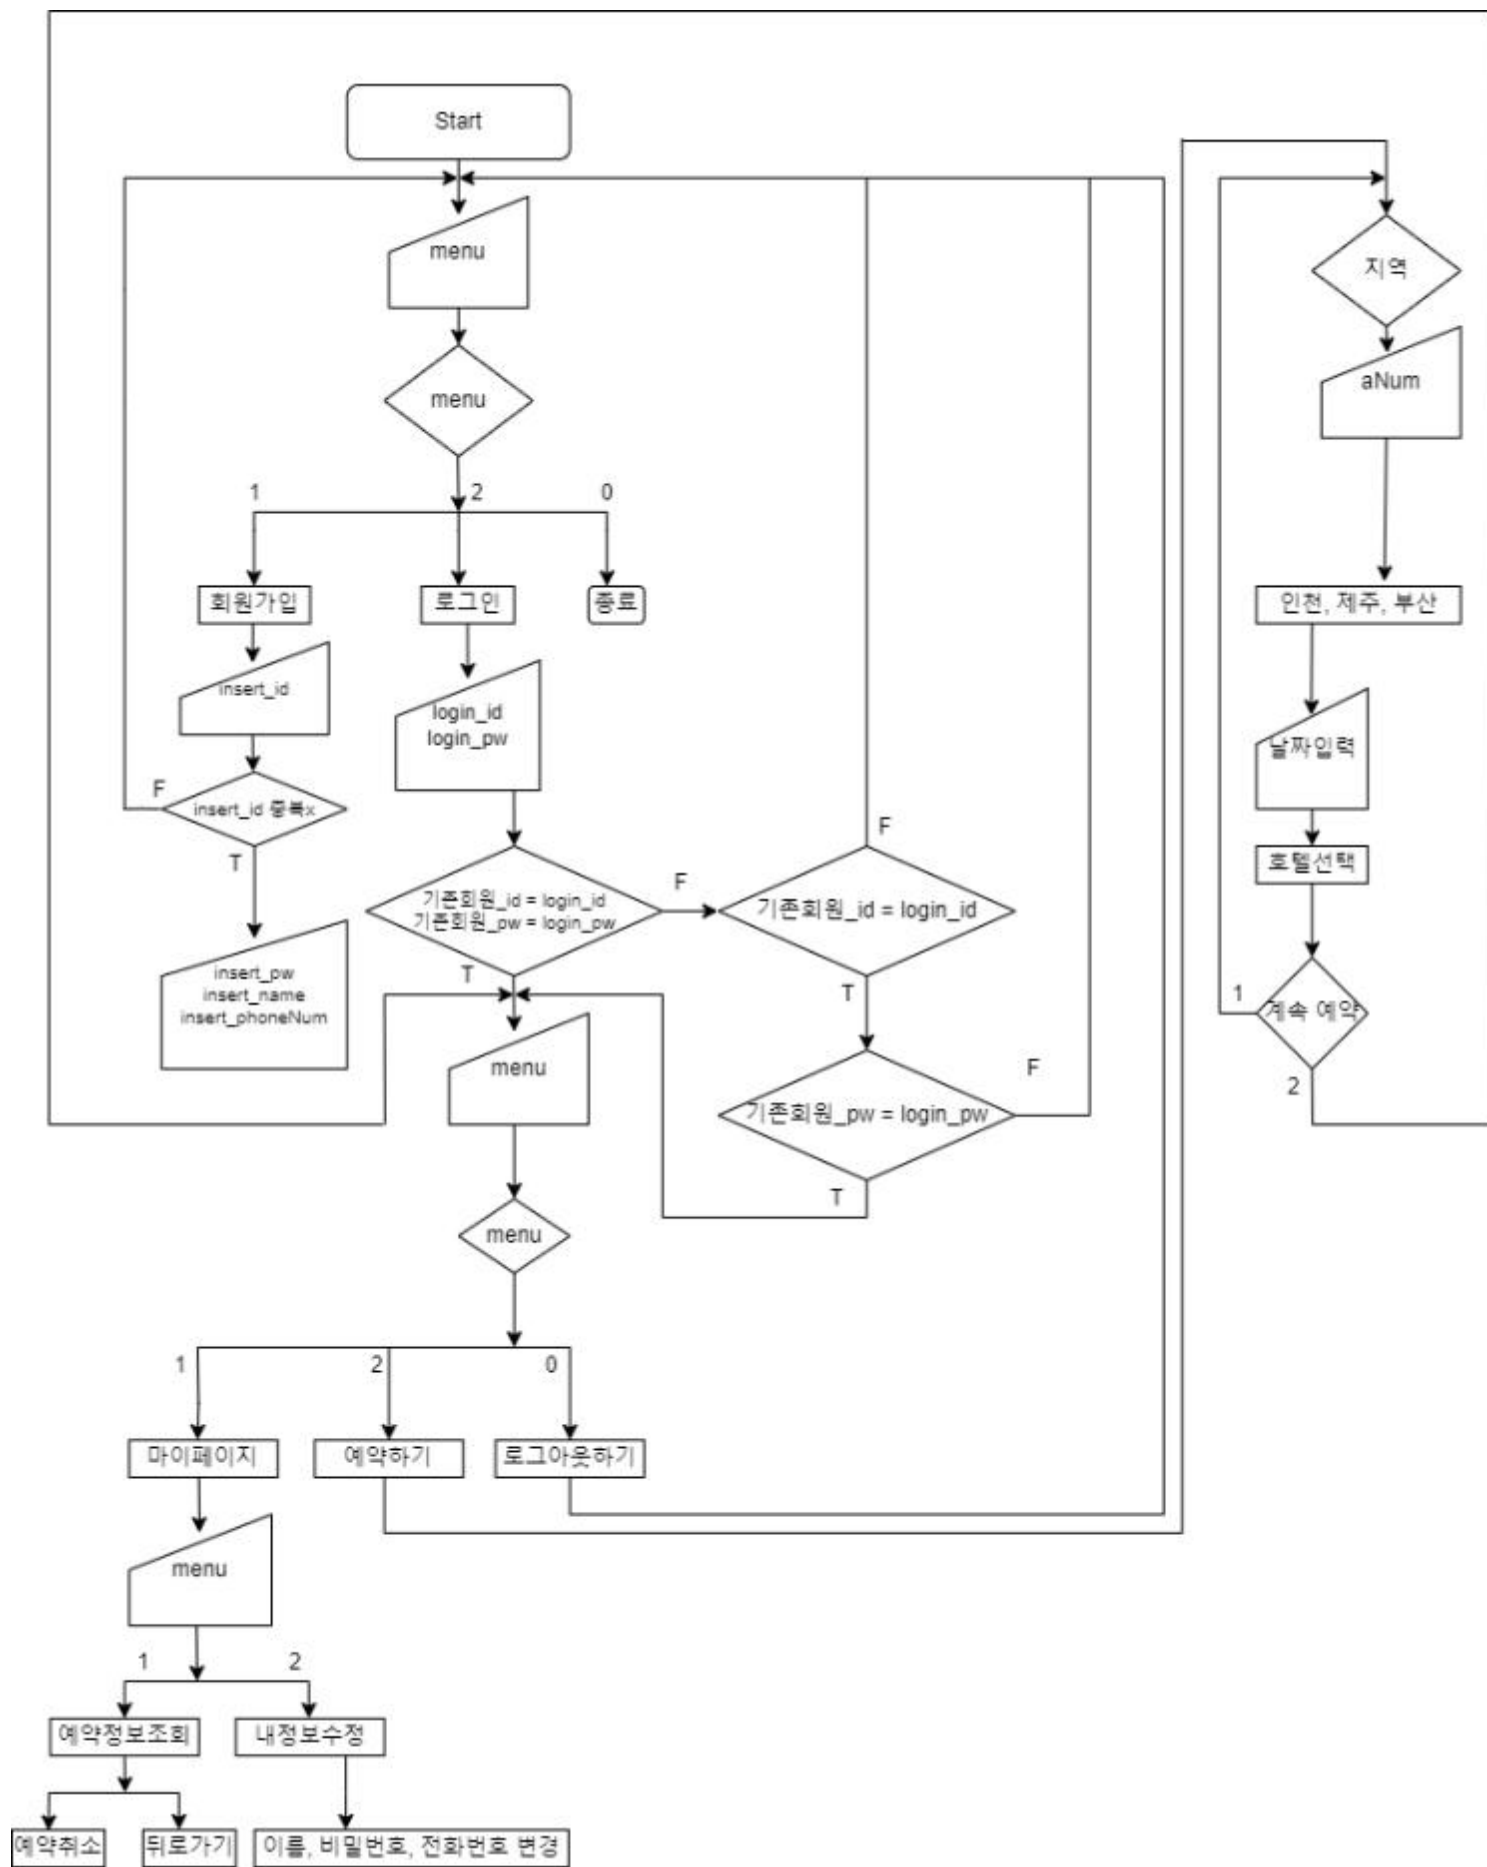 Start
menu
menu
1
2
0
회원가입
로그인
종료
insert_id
login_id
login_pw
F
insert_id 중복x
T
insert_pw
insert_name
insert_phoneNum
기존회원_id = login_id
기존회원_pw = login_pw
F
T
F
기존회원_id = login_id
T
기존회원_pw = login_pw
F
T
menu
menu
1
2
0
마이페이지
예약하기
로그아웃하기
menu
1
2
예약정보조회
내정보수정
예약취소
뒤로가기
이름, 비밀번호, 전화번호 변경
지역
aNum
인천, 제주, 부산
날짜입력
호텔선택
1
계속 예약
2